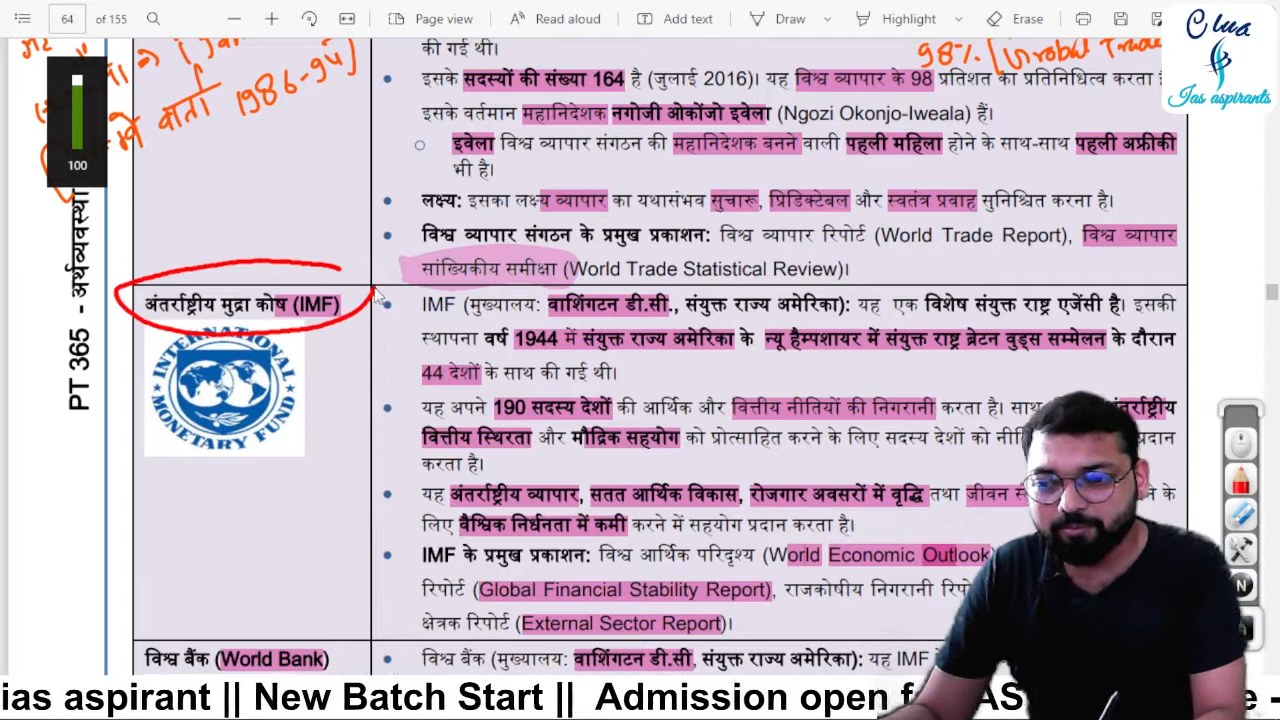 64 of 155
Page view
Read aloud
Add text
Draw
Highlight
Erase
Clua
Ias aspirants
98% [Global Trade
वार्ता 1986-94]
100
PT 365 - अर्थव्यवस्था
की गई थी।
इसके सदस्यों की संख्या 164 है (जुलाई 2016)। यह विश्व व्यापार के 98 प्रतिशत का प्रतिनिधित्व करता है
इसके वर्तमान महानिदेशक नगोजी ओकोंजो इवेला (Ngozi Okonjo-Iweala) हैं।
इवेला विश्व व्यापार संगठन की महानिदेशक बनने वाली पहली महिला होने के साथ-साथ पहली अफ्रीकी
भी है।
लक्ष्य: इसका लक्ष्य व्यापार का यथासंभव सुचारू, प्रिडिक्टेबल और स्वतंत्र प्रवाह सुनिश्चित करना है।
विश्व व्यापार संगठन के प्रमुख प्रकाशन: विश्व व्यापार रिपोर्ट (World Trade Report), विश्व व्यापार
सांख्यिकीय समीक्षा (World Trade Statistical Review)।
अंतर्राष्ट्रीय मुद्रा कोष (IMF)
INTERNATIONAL MONETARY FUND
IMF (मुख्यालय: वाशिंगटन डी.सी., संयुक्त राज्य अमेरिका): यह एक विशेष संयुक्त राष्ट्र एजेंसी है। इसकी
स्थापना वर्ष 1944 में संयुक्त राज्य अमेरिका के न्यू हैम्पशायर में संयुक्त राष्ट्र ब्रेटन वुड्स सम्मेलन के दौरान
44 देशों के साथ की गई थी।
यह अपने 190 सदस्य देशों की आर्थिक और वित्तीय नीतियों की निगरानी करता है। साथ अंतर्राष्ट्रीय
वित्तीय स्थिरता और मौद्रिक सहयोग को प्रोत्साहित करने के लिए सदस्य देशों को प्रदान
करता है।
यह अंतर्राष्ट्रीय व्यापार, सतत आर्थिक विकास, रोजगार अवसरों में वृद्धि तथा जीवन के
लिए वैश्विक निर्धनता में कमी करने में सहयोग प्रदान करता है।
IMF के प्रमुख प्रकाशन: विश्व आर्थिक परिदृश्य (World Economic Outlook)
रिपोर्ट (Global Financial Stability Report), राजकोषीय निगरानी
क्षेत्रक रिपोर्ट (External Sector Report)।
विश्व बैंक (World Bank)
विश्व बैंक (मुख्यालय: वाशिंगटन डी.सी, संयुक्त राज्य अमेरिका): यह IMF
N
ias aspirant || New Batch Start || Admission open